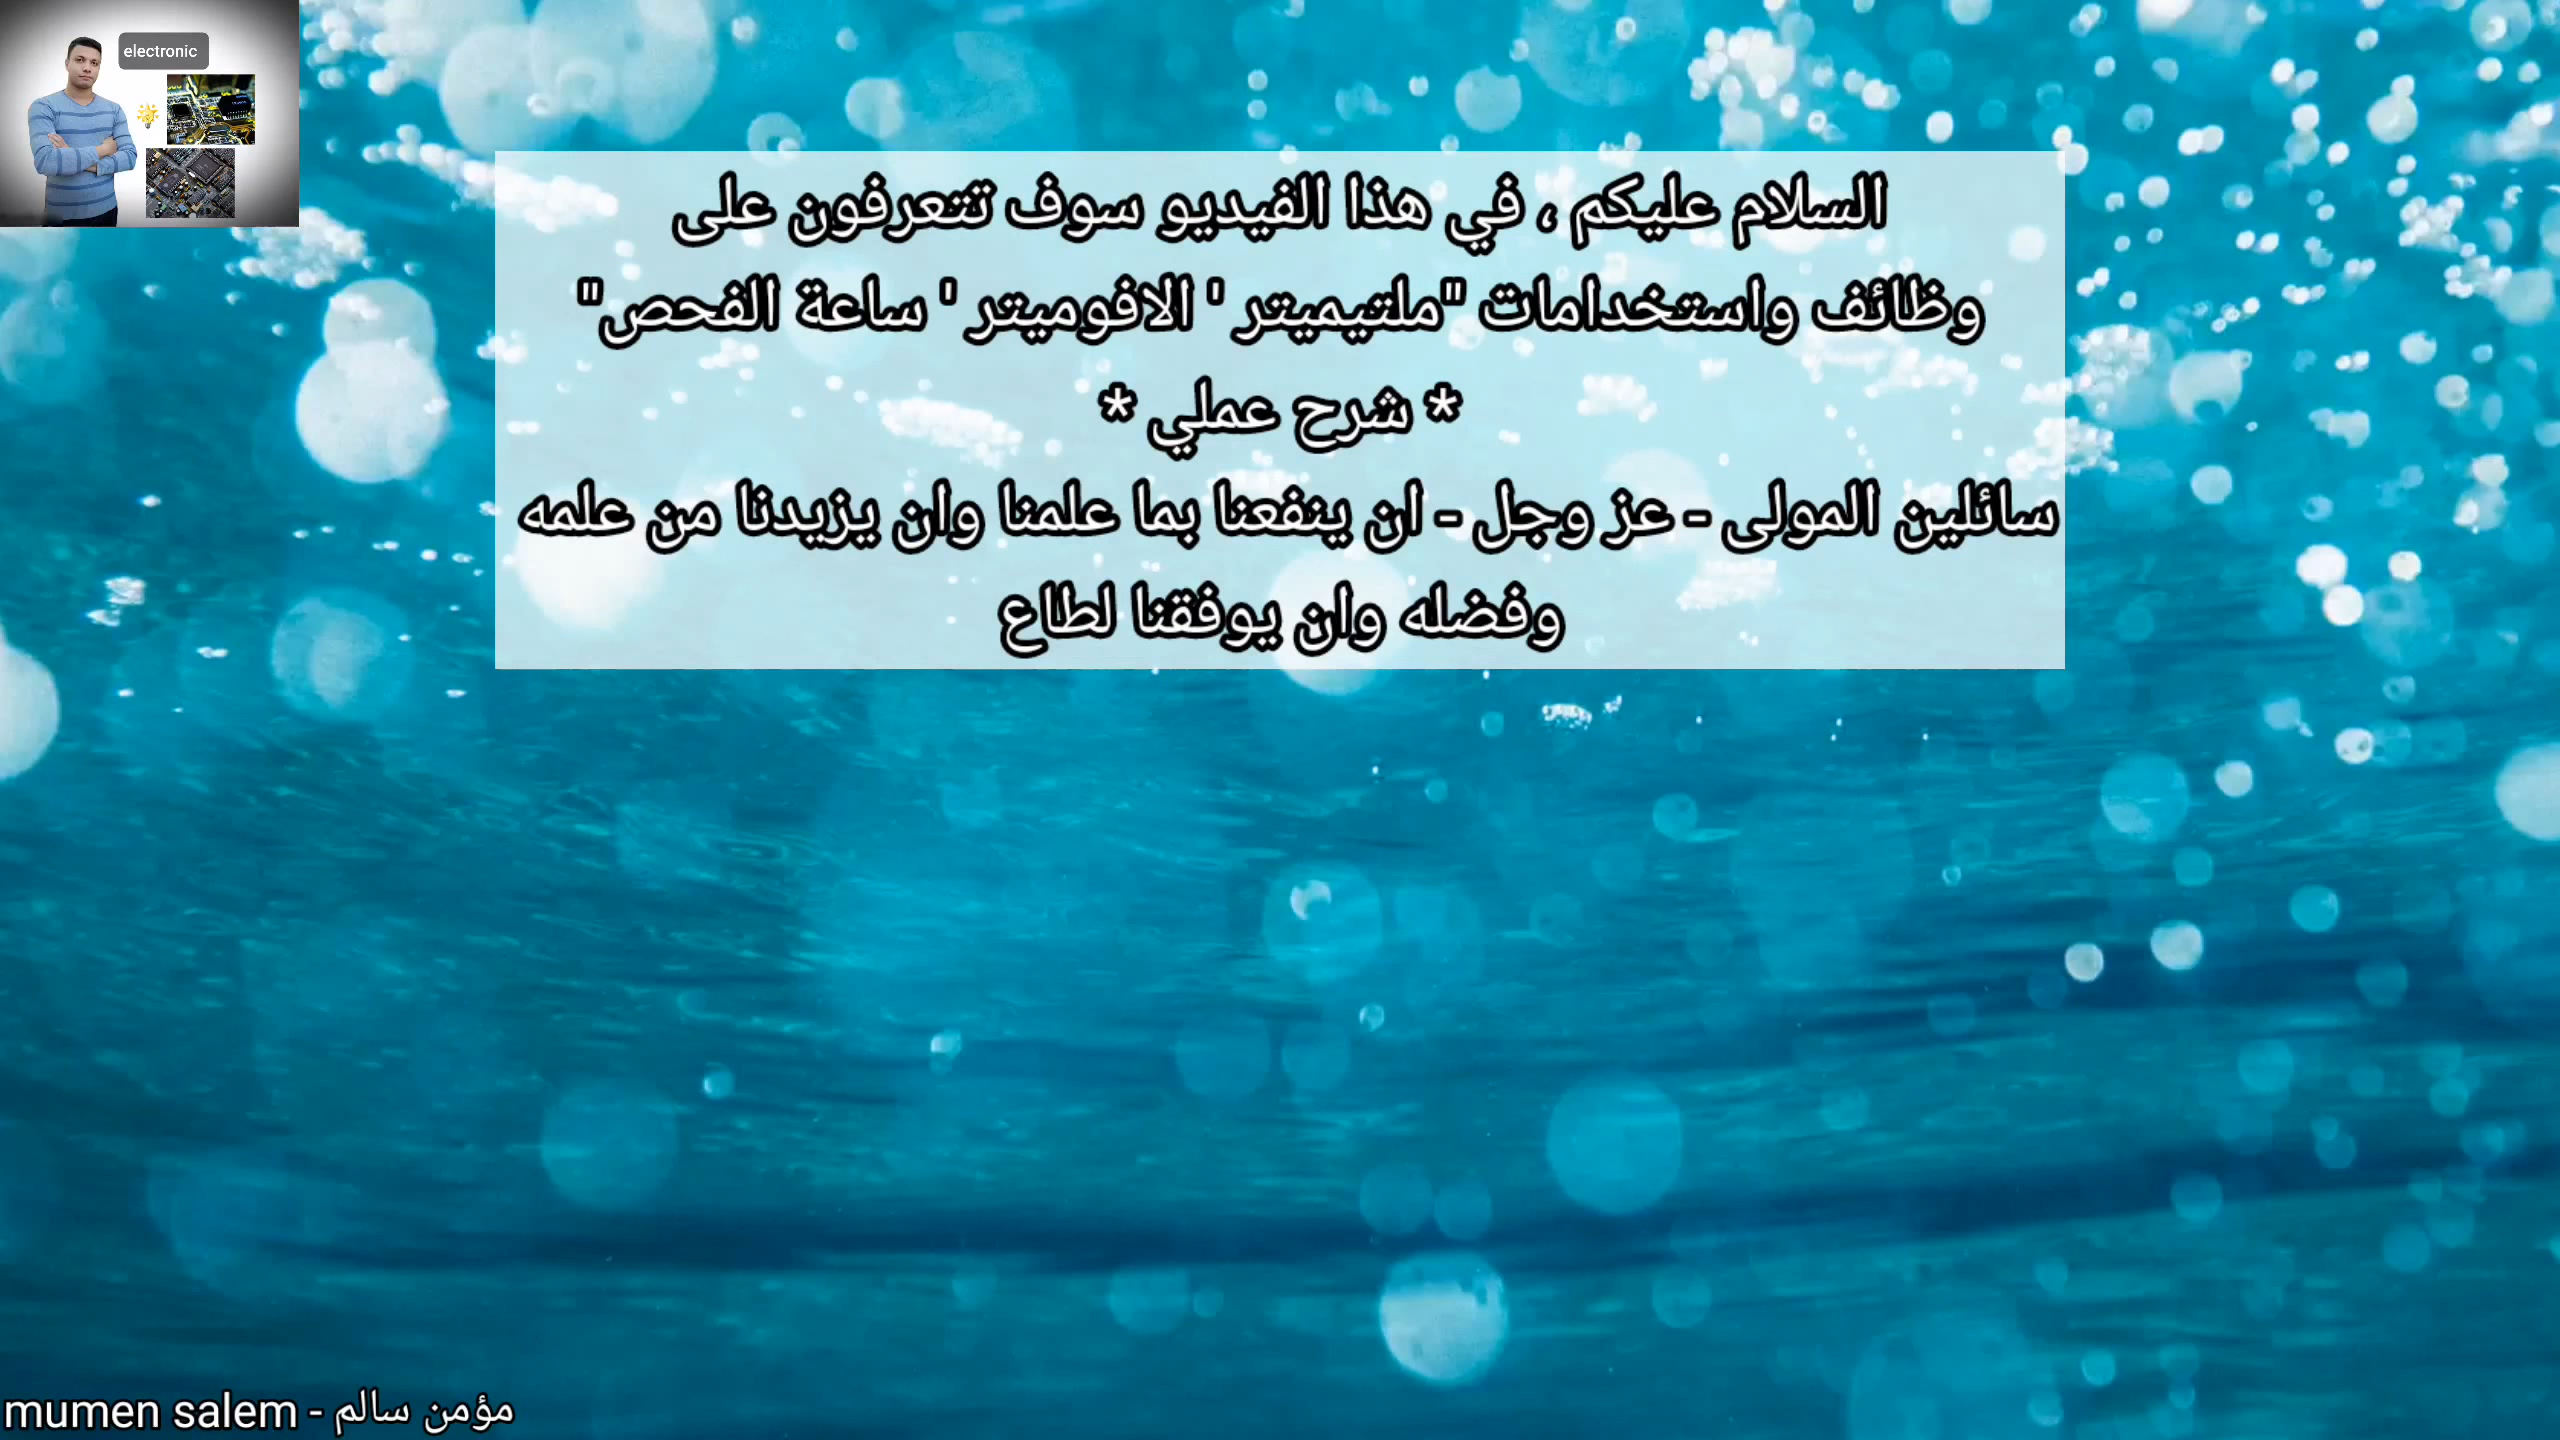 electronic
السلام عليكم ، في هذا الفيديو سوف تتعرفون على
وظائف واستخدامات "ملتيميتر ' الافوميتر ' ساعة الفحص"
* شرح عملي *
سائلين المولى - عز وجل - ان ينفعنا بما علمنا وان يزيدنا من علمه
وفضله وان يوفقنا لطاع
mumen salem - مؤمن سالم